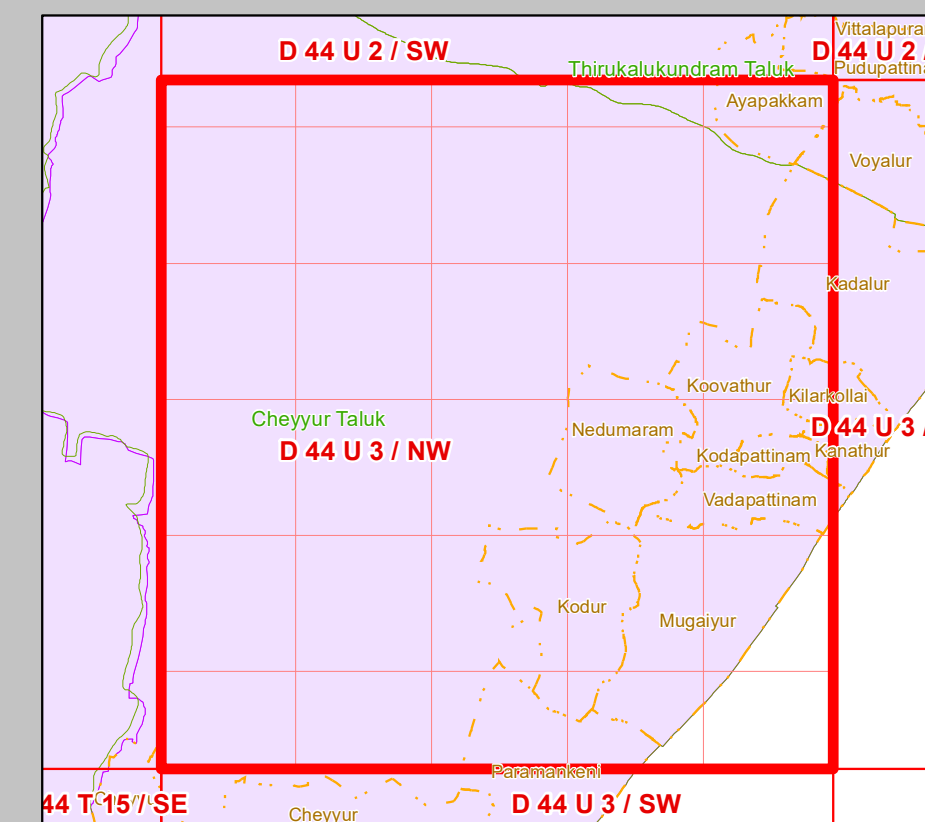 Vittalapura
D 44 U 2 / SW
D 44 U 2 /
Thirukalukundram Taluk
Pudupattina
Ayapakkam
Voyalur
Kadalur
Koovathur
Kilarkollai
Cheyyur Taluk
Nedumaram
D 44 U 3 /
D 44 U 3 / NW
Kodapattinam
Kanathur
Vadapattinam
Kodur
Mugaiyur
Paramankeni
44 T 15 / SE
Cheyyur
D 44 U 3 / SW
Cheyyur